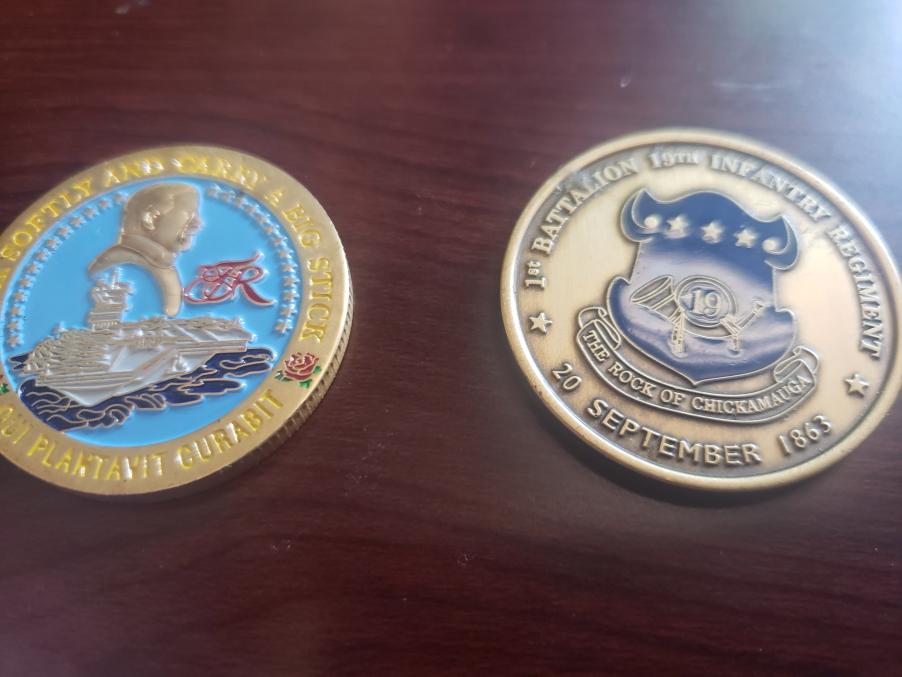 SOFTLY AND CARRY A BIG STICK
TR
QUI PLANTAVIT CURABIT
1st BATTALION 19TH INFANTRY REGIMENT
19
THE ROCK OF CHICKAMAUGA
20 SEPTEMBER 1863